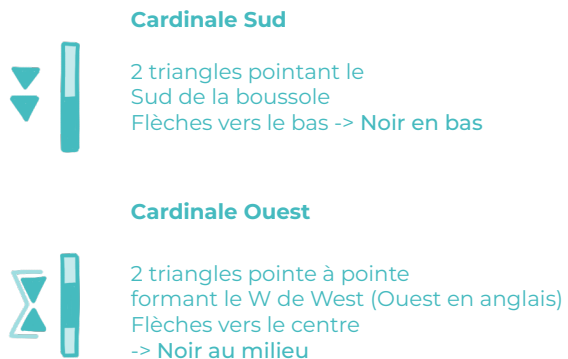 Cardinale Sud
2 triangles pointant le
Sud de la boussole
Flèches vers le bas -> Noir en bas
Cardinale Ouest
2 triangles pointe à pointe
formant le W de West (Ouest en anglais)
Flèches vers le centre
-> Noir au milieu